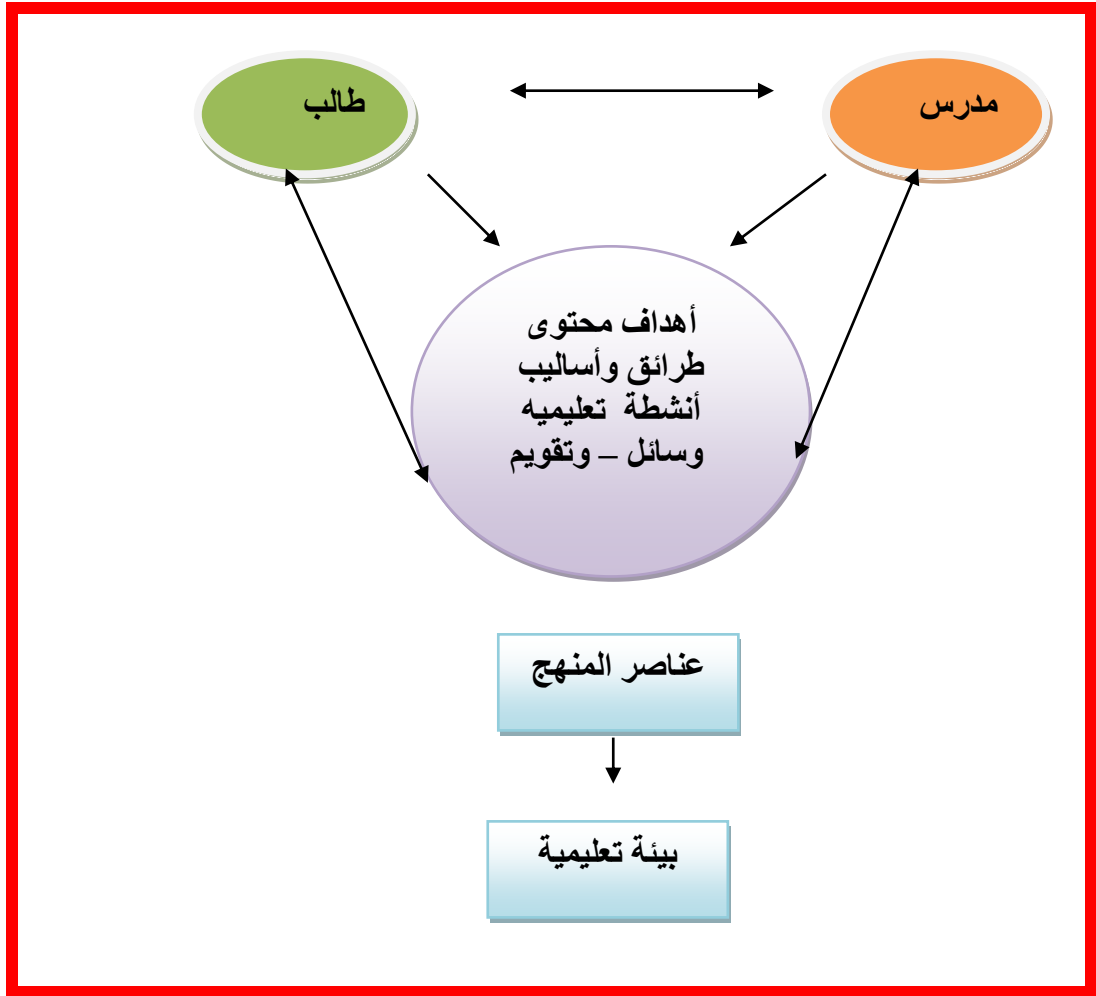 مدرس
طالب
أهداف محتوى
طرائق وأساليب
أنشطة تعليميه
وسائل – وتقويم
عناصر المنهج
بيئة تعليمية